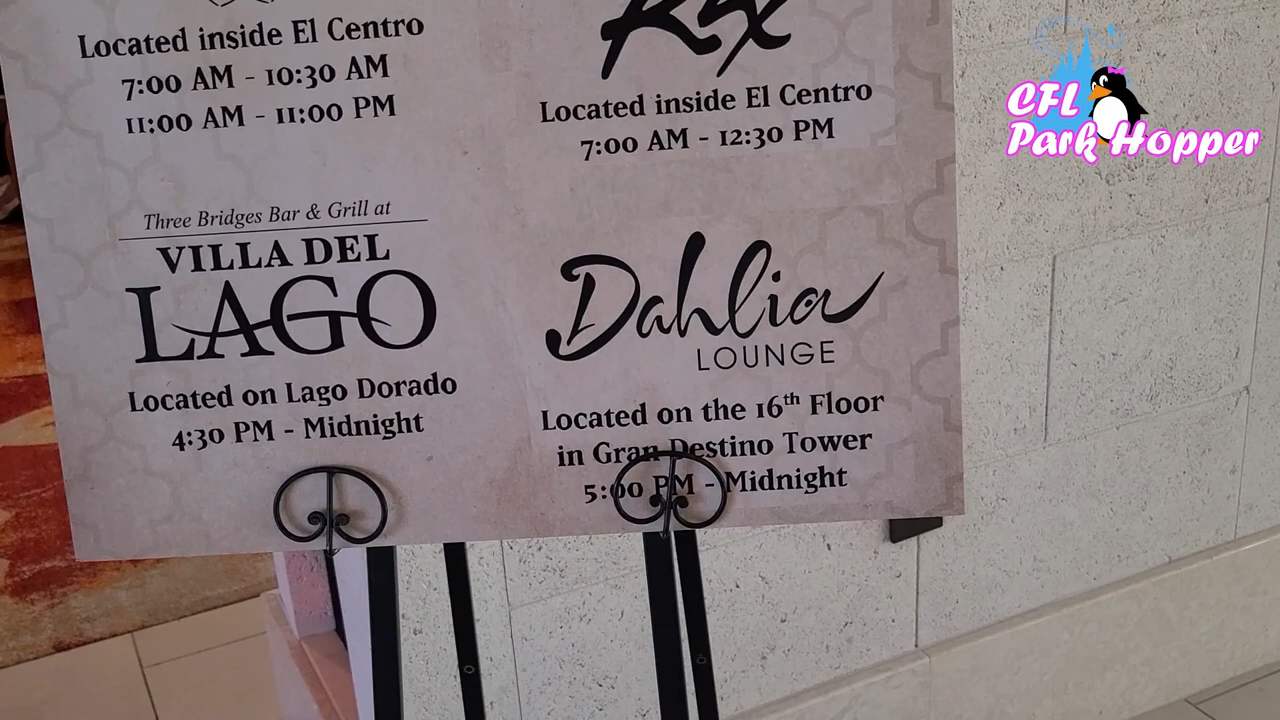 Located inside El Centro
7:00 AM - 10:30 AM
11:00 AM - 11:00 PM
Rix
Located inside El Centro
7:00 AM - 12:30 PM
Three Bridges Bar & Grill at
VILLA DEL
LAGO
Located on Lago Dorado
4:30 PM - Midnight
Dahlia
LOUNGE
Located on the 16th Floor
in Gran Destino Tower
5:00 PM - Midnight
CFL
Park Hopper